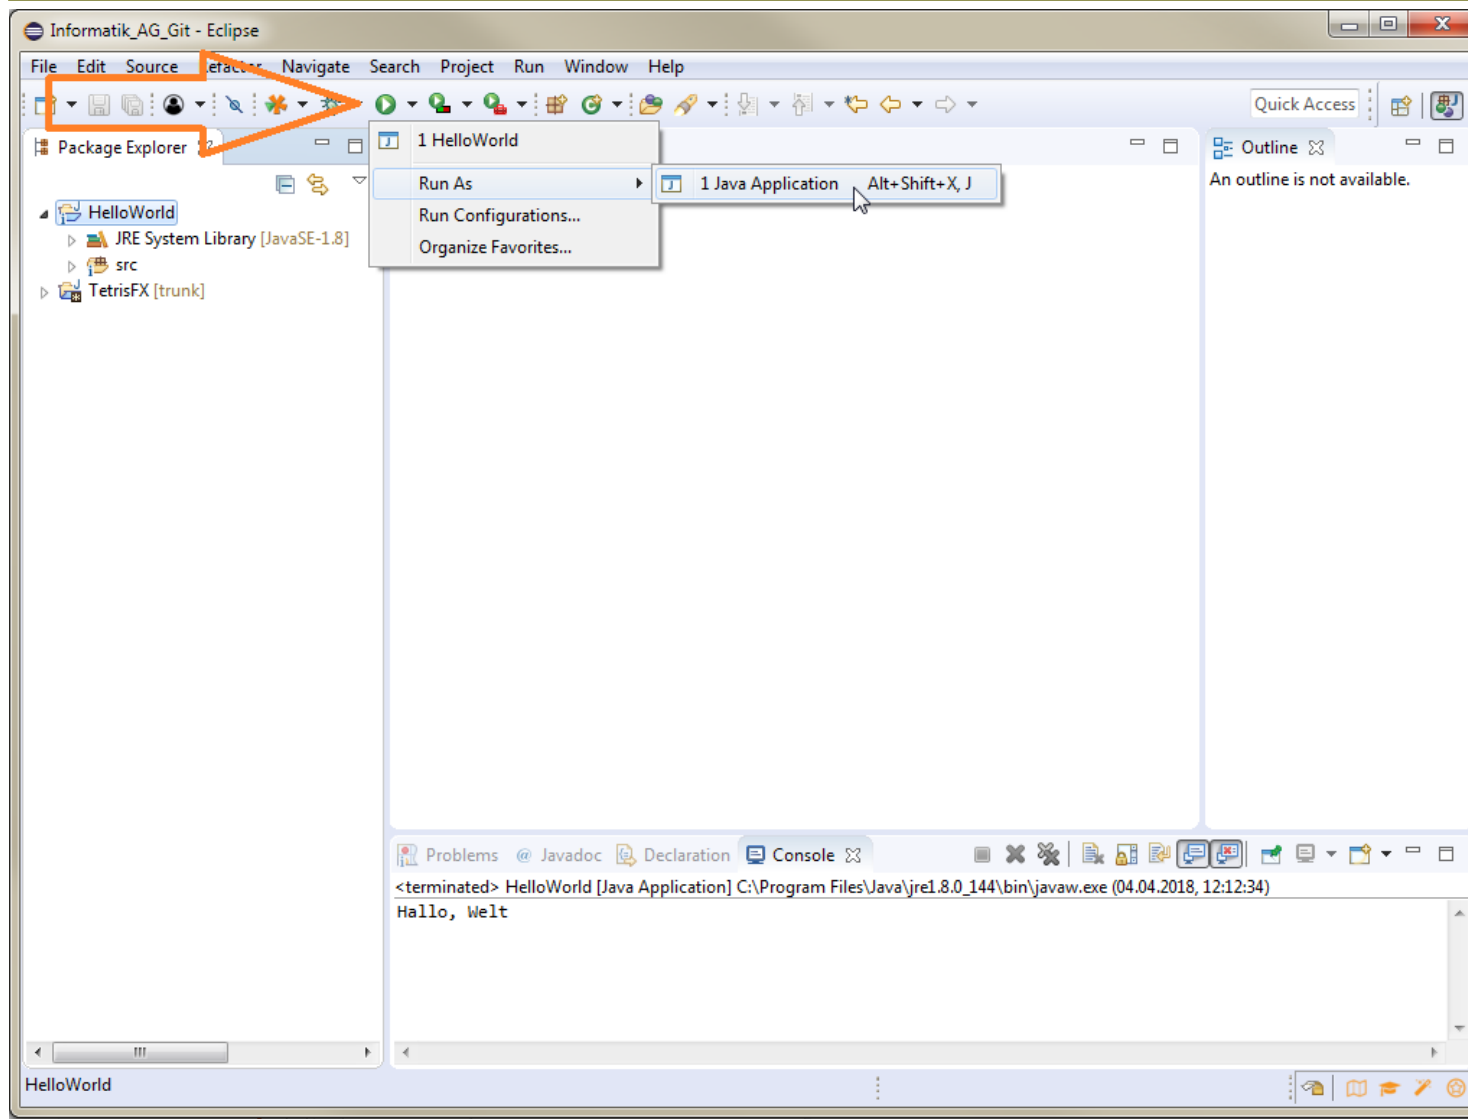 Informatik_AG_Git - Eclipse
File Edit Source Refactor Navigate Search Project Run Window Help
Quick Access
Package Explorer
1 HelloWorld
Outline
Run As
1 Java Application Alt+Shift+X, J
An outline is not available.
HelloWorld
Run Configurations...
JRE System Library [JavaSE-1.8]
Organize Favorites...
src
TetrisFX [trunk]
Problems @ Javadoc Declaration Console
<terminated> HelloWorld [Java Application] C:\Program Files\Java\jre1.8.0_144\bin\javaw.exe (04.04.2018, 12:12:34)
Hallo, Welt
HelloWorld